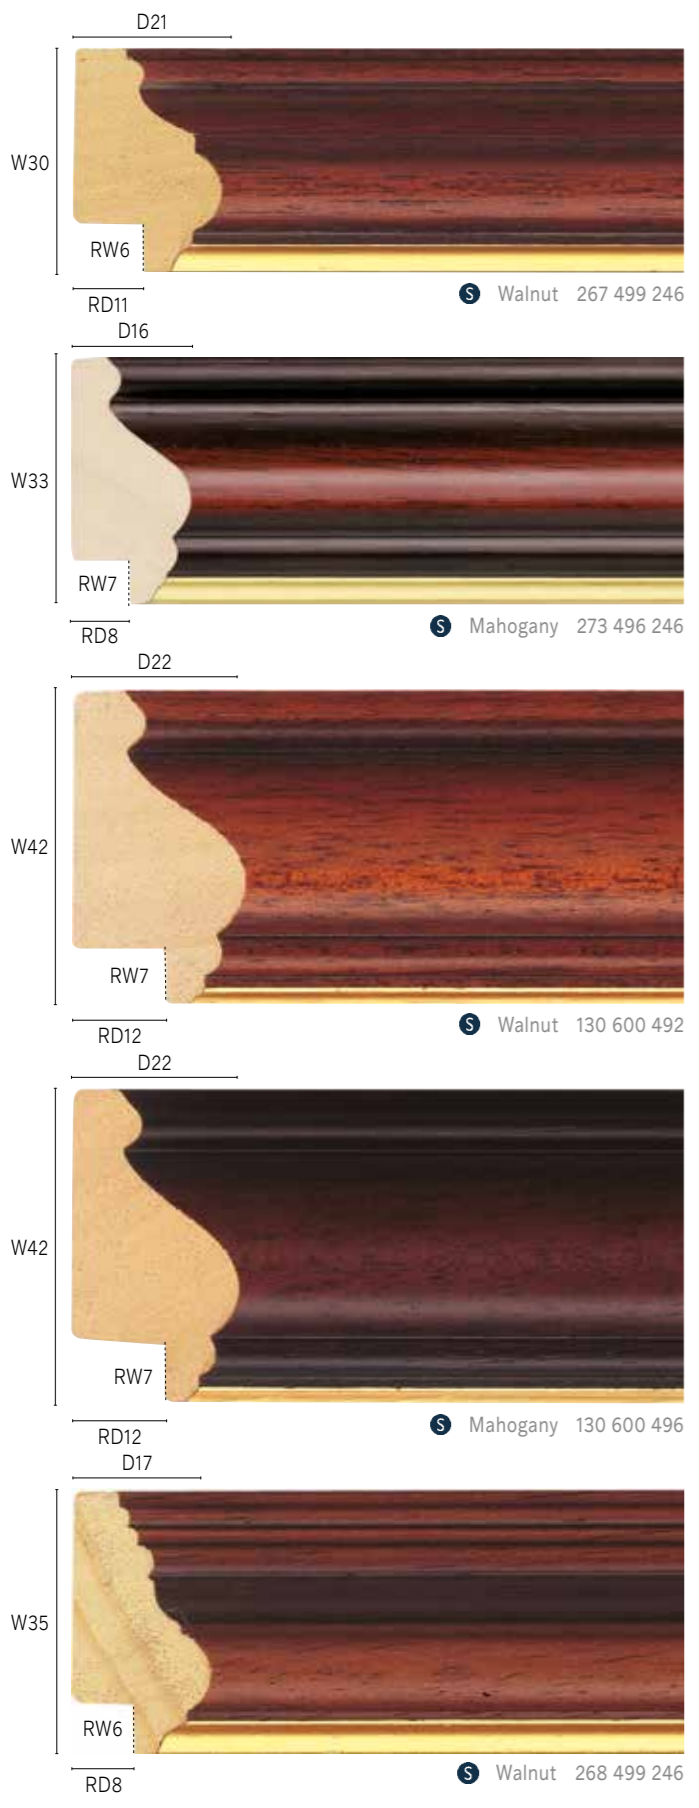 D21
W30
RW6
RD11
S Walnut 267 499 246
D16
W33
RW7
RD8
S Mahogany 273 496 246
D22
W42
RW7
RD12
S Walnut 130 600 492
D22
W42
RW7
RD12
S Mahogany 130 600 496
D17
W35
RW6
RD8
S Walnut 268 499 246